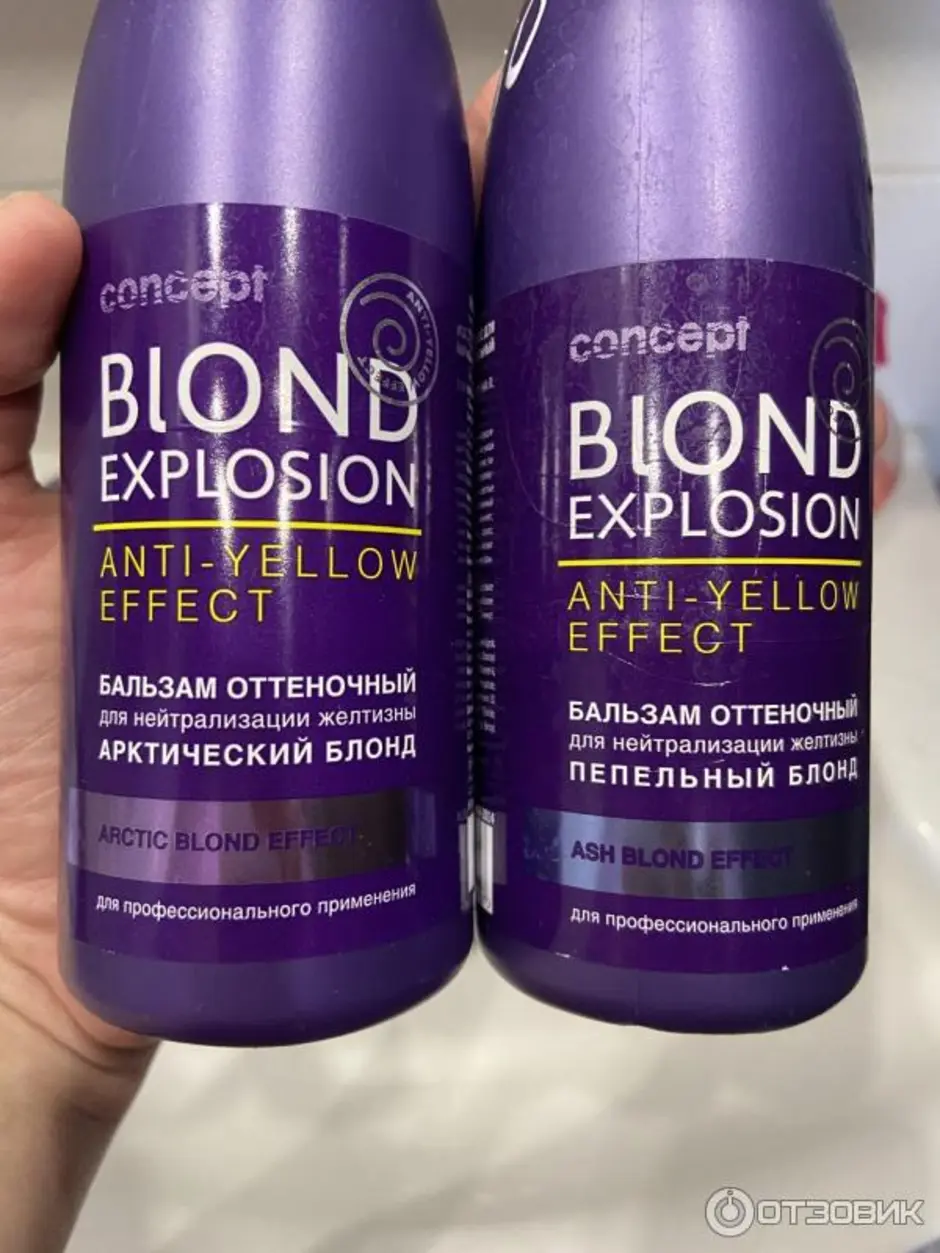 concept
BlOND
EXPLOSION
ANTI-YELLOW
EFFECT
БАЛЬЗАМ ОТТЕНОЧНЫЙ
для нейтрализации желтизны
АРКТИЧЕСКИЙ БЛОНД
ARCTIC BLOND EFFECT
для профессионального применения
concept
BlOND
EXPLOSION
ANTI-YELLOW
EFFECT
БАЛЬЗАМ ОТТЕНОЧНЫЙ
для нейтрализации желтизны
ПЕПЕЛЬНЫЙ БЛОНД
ASH BLOND EFFECT
для профессионального применения
ОТЗОВИК